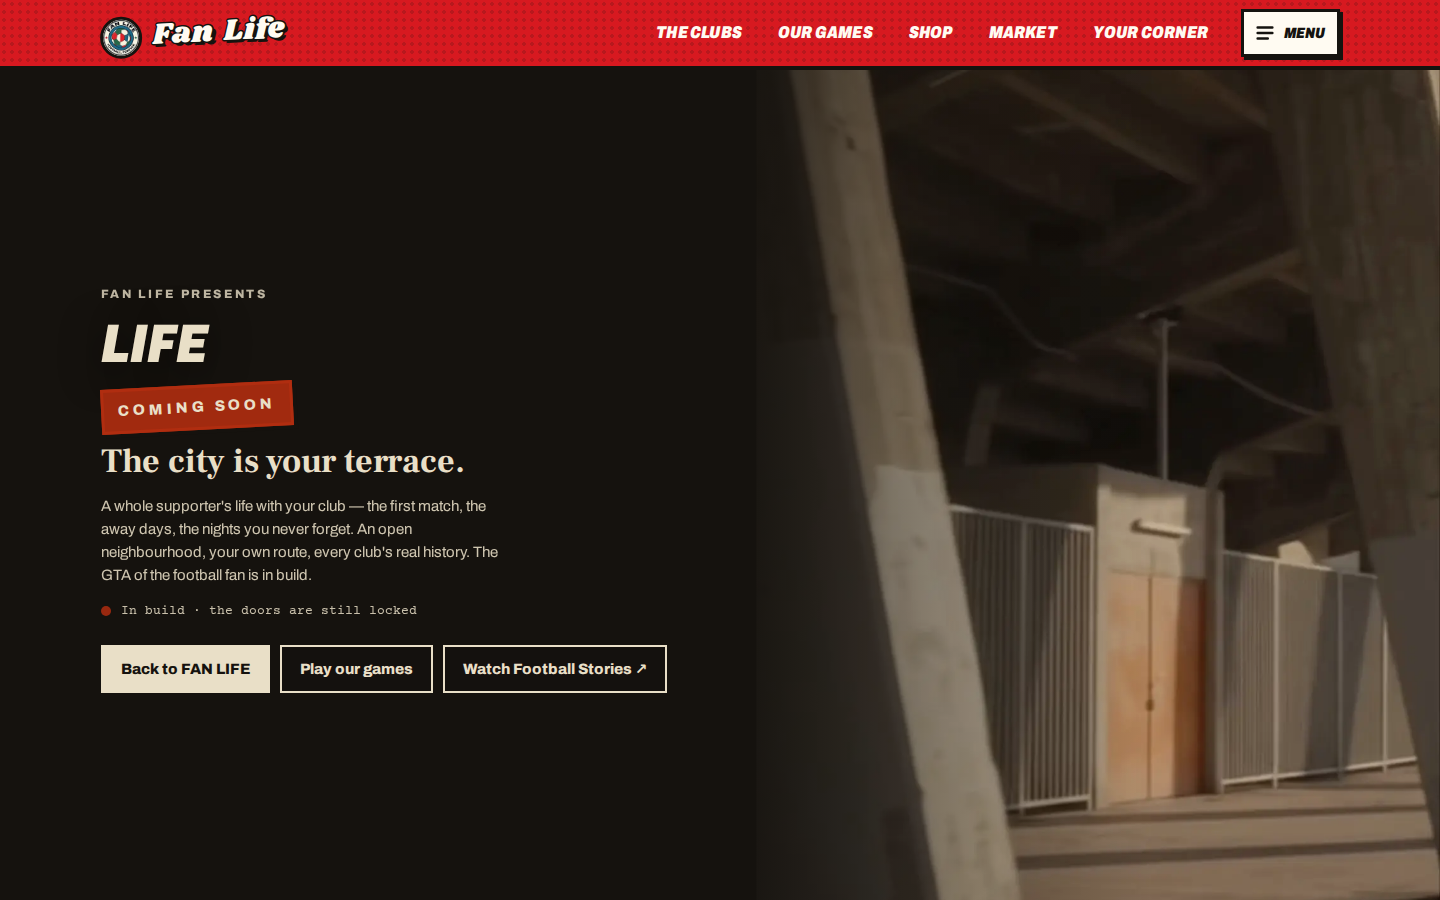 FAN LIFE
Fan Life
THE CLUBS
OUR GAMES
SHOP
MARKET
YOUR CORNER
MENU
FAN LIFE PRESENTS
LIFE
COMING SOON
The city is your terrace.
A whole supporter's life with your club — the first match, the
away days, the nights you never forget. An open
neighbourhood, your own route, every club's real history. The
GTA of the football fan is in build.
In build · the doors are still locked
Back to FAN LIFE
Play our games
Watch Football Stories ↗